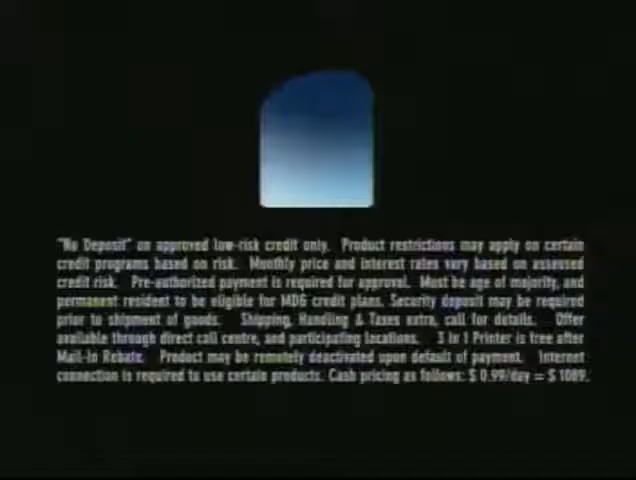 "No Deposit" on approved low-risk credit only. Product restrictions may apply on certain
credit programs based on risk. Monthly price and interest rates vary based on assessed
credit risk. Pre-authorized payment is required for approval. Must be age of majority, and
permanent resident to be eligible for MDG credit plans. Security deposit may be required
prior to shipment of goods. Shipping, Handling & Taxes extra, call for details. Offer
available through direct call centre, and participating locations. 3 in 1 Printer is free after
Mail-In Rebate. Product may be remotely deactivated upon default of payment. Internet
connection is required to use certain products. Cash pricing as follows: $ 0.99/day = $ 1089.